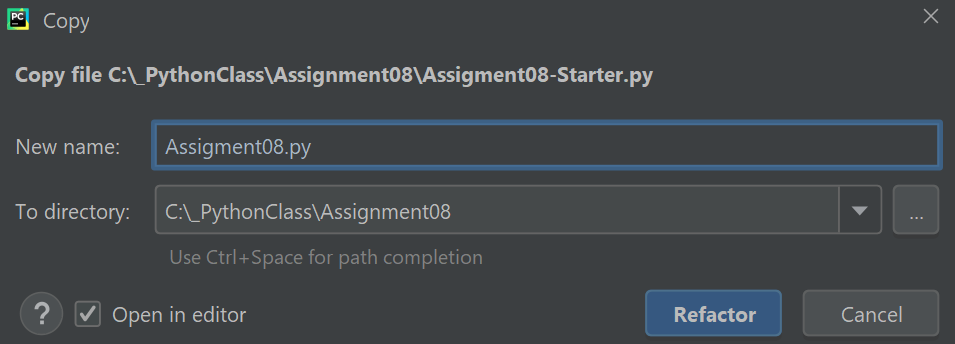 PC Copy
Copy file C:\_PythonClass\Assignment08\Assigment08-Starter.py
New name: Assigment08.py
To directory: C:\_PythonClass\Assignment08
...
Use Ctrl+Space for path completion
? Open in editor Refactor Cancel